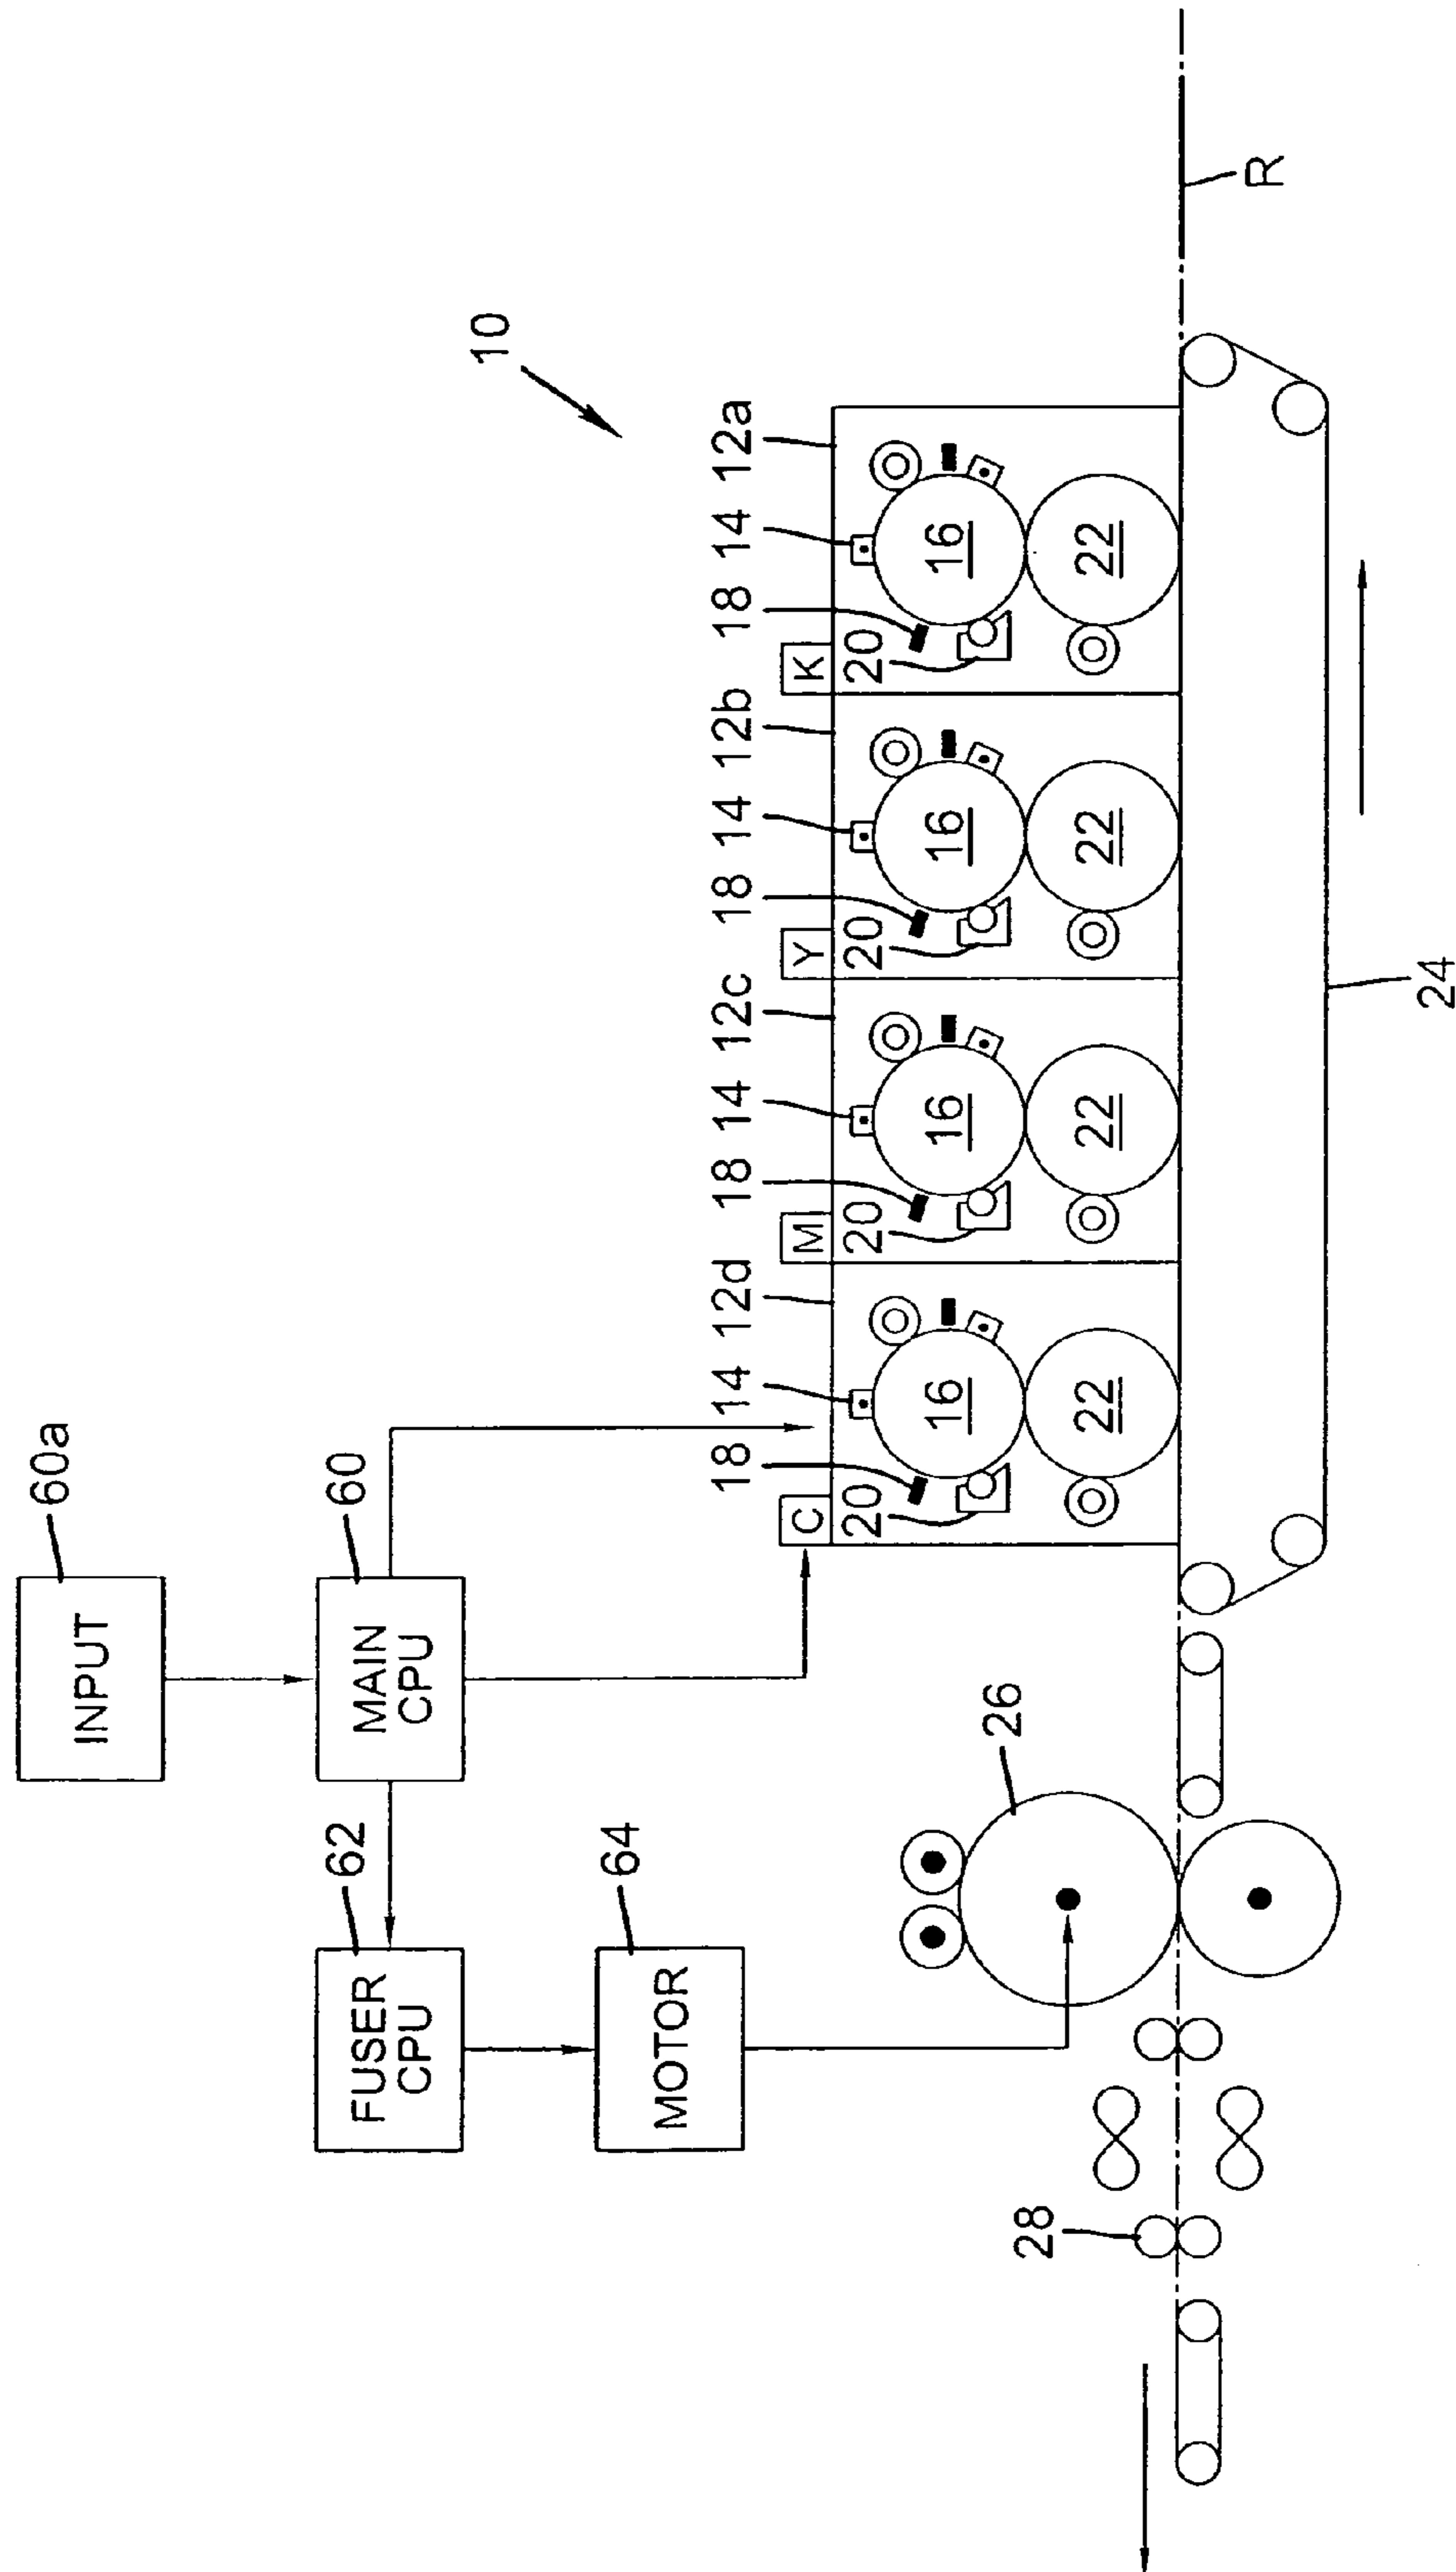 60a
INPUT
60
MAIN
CPU
62
FUSER
CPU
64
MOTOR
10
18 14 12d 18 14 12c 18 14 12b 18 14 12a
C M Y K
20 20 20 20
16 16 16 16
22 22 22 22
26
28
R
24